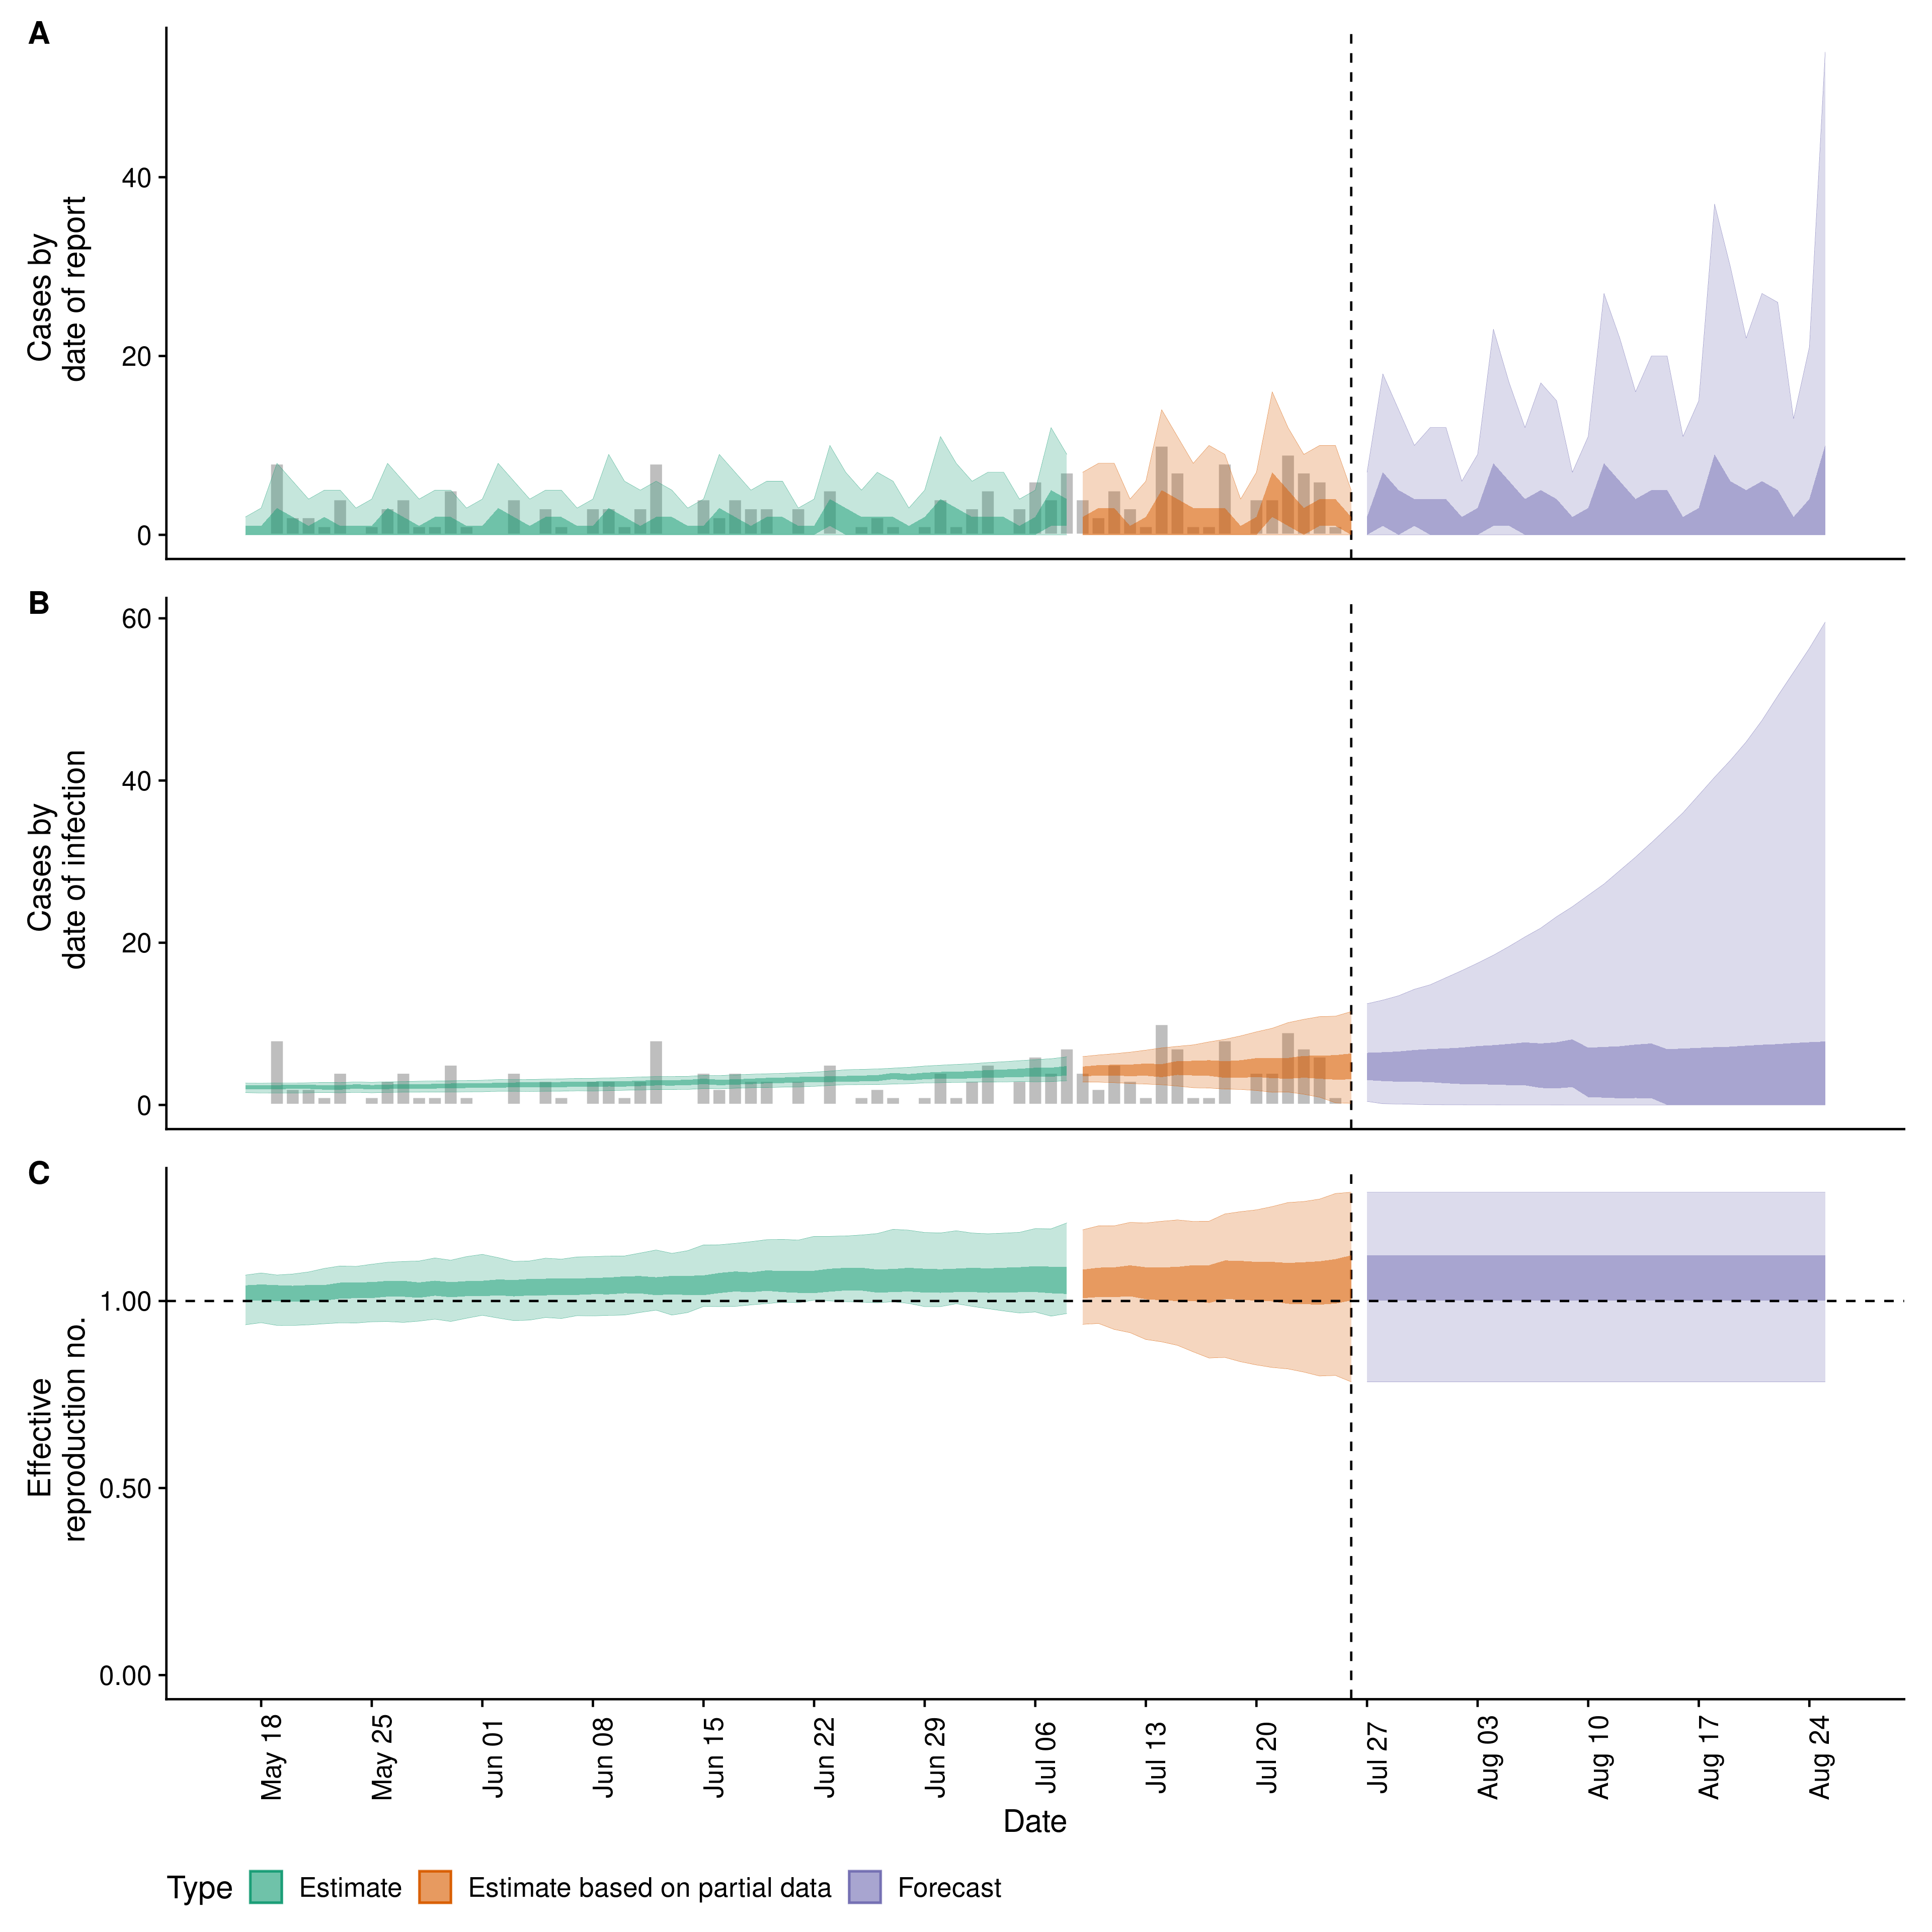 A
Cases by
date of report
40
20
0
B
Cases by
date of infection
60
40
20
0
C
Effective
reproduction no.
1.00
0.50
0.00
May 18
May 25
Jun 01
Jun 08
Jun 15
Jun 22
Jun 29
Jul 06
Jul 13
Jul 20
Jul 27
Aug 03
Aug 10
Aug 17
Aug 24
Date
Type Estimate Estimate based on partial data Forecast